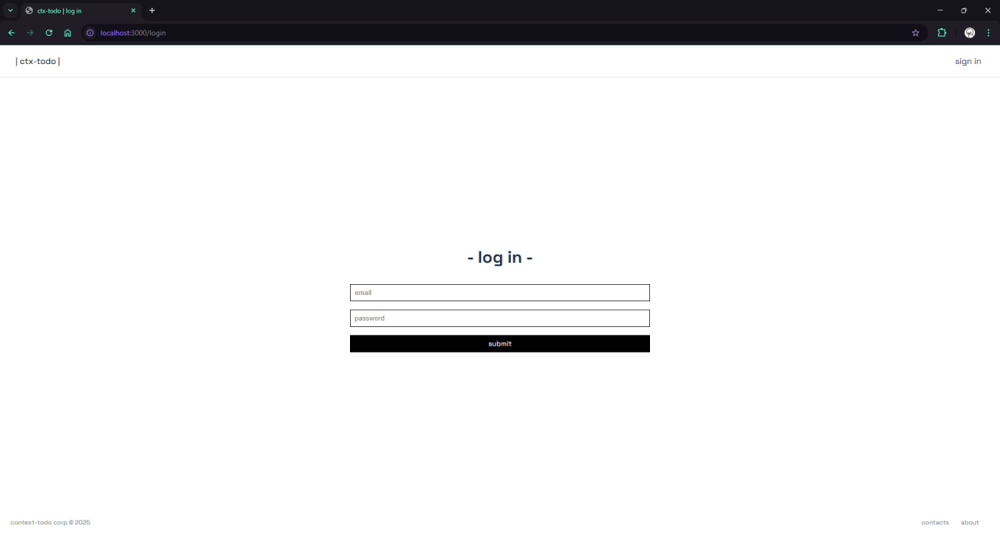 ctx-todo | log in
localhost:3000/login
| ctx-todo |
sign in
- log in -
email
password
submit
context-todo corp © 2025
contacts
about